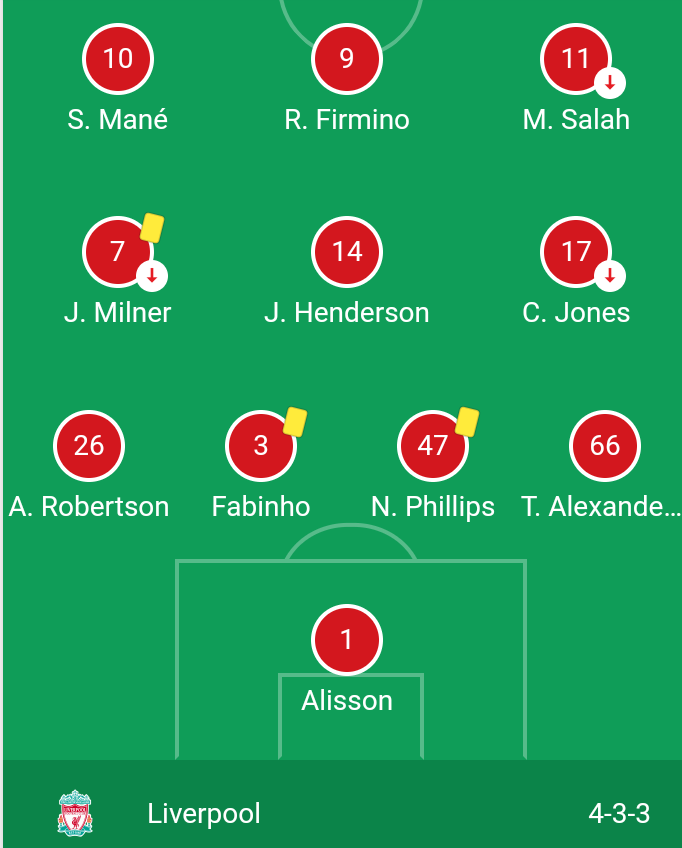 10
9
11
S. Mané
R. Firmino
M. Salah
7
14
17
J. Milner
J. Henderson
C. Jones
26
3
47
66
A. Robertson
Fabinho
N. Phillips
T. Alexande...
1
Alisson
Liverpool
4-3-3